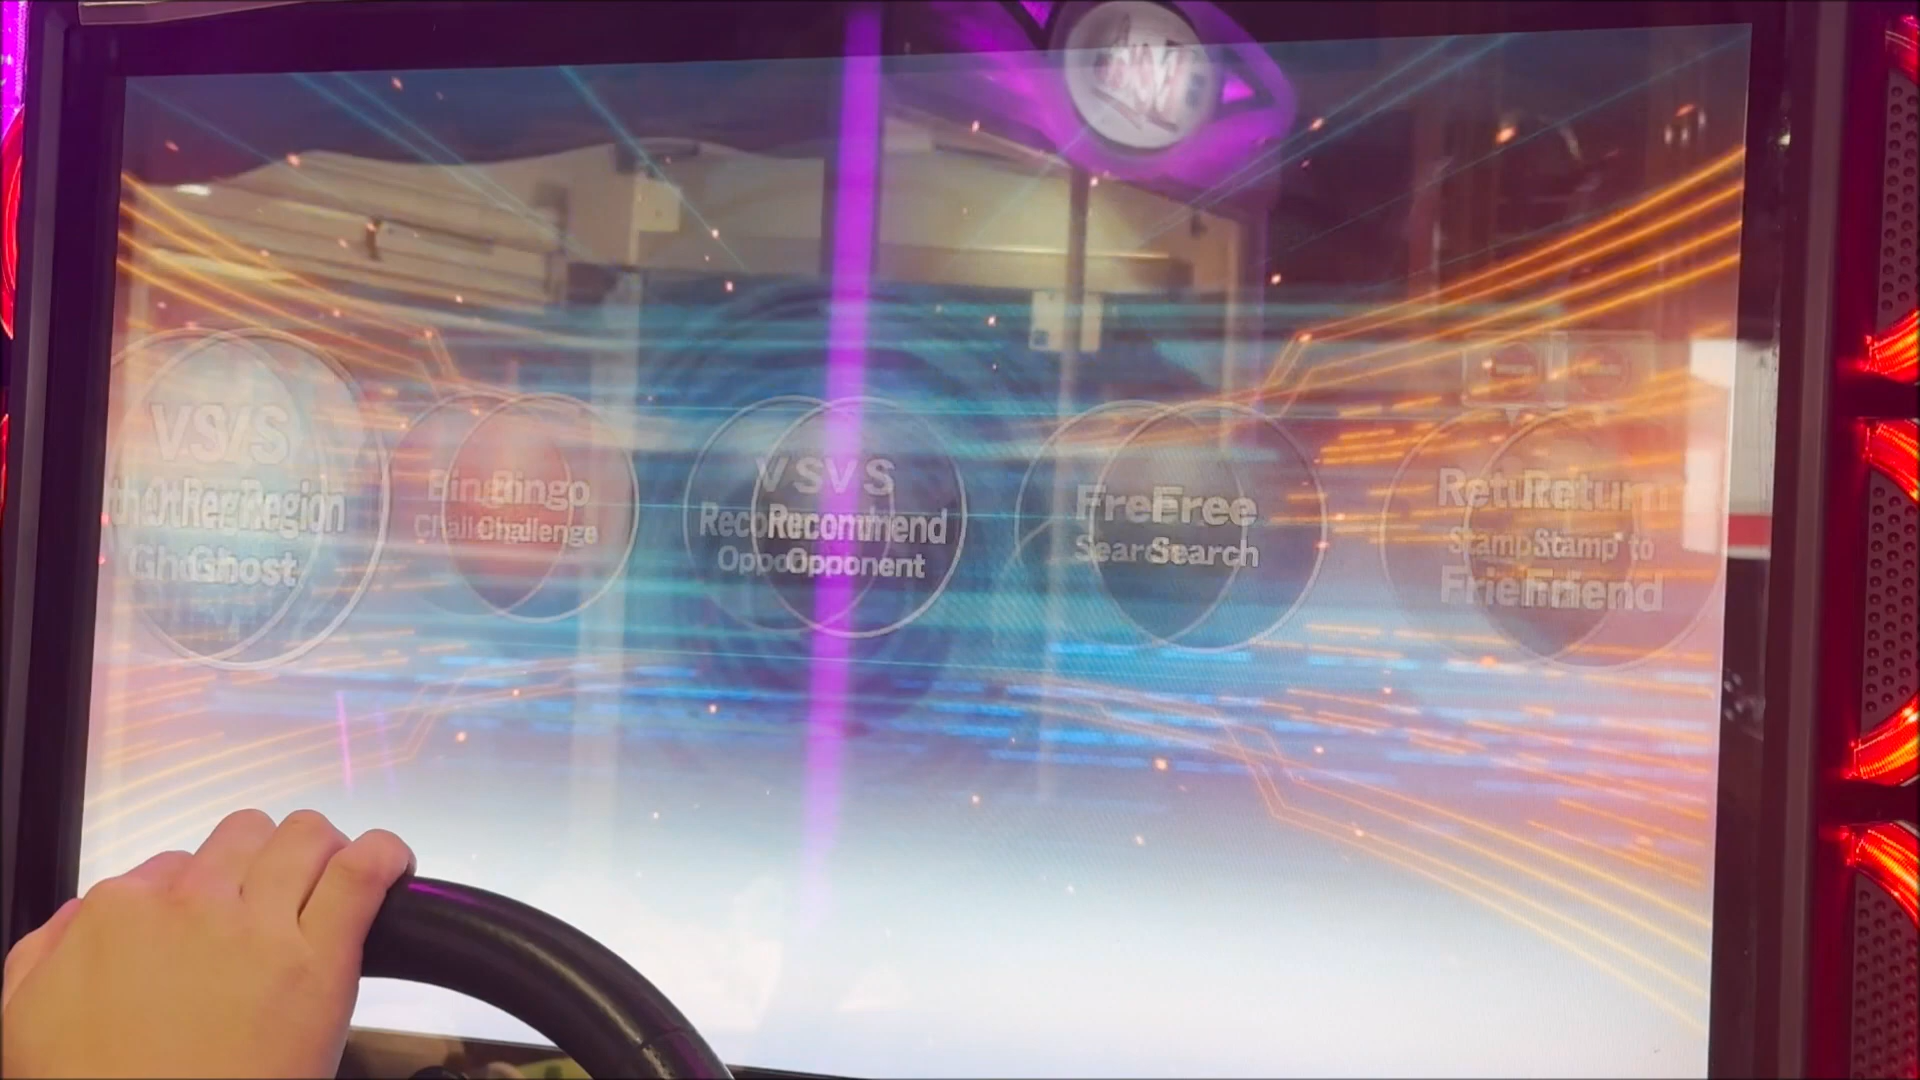 VS
Other Region
Ghost
Bingo
Challenge
VS
Recommend
Opponent
Free
Search
Return
Stamp to
Friend